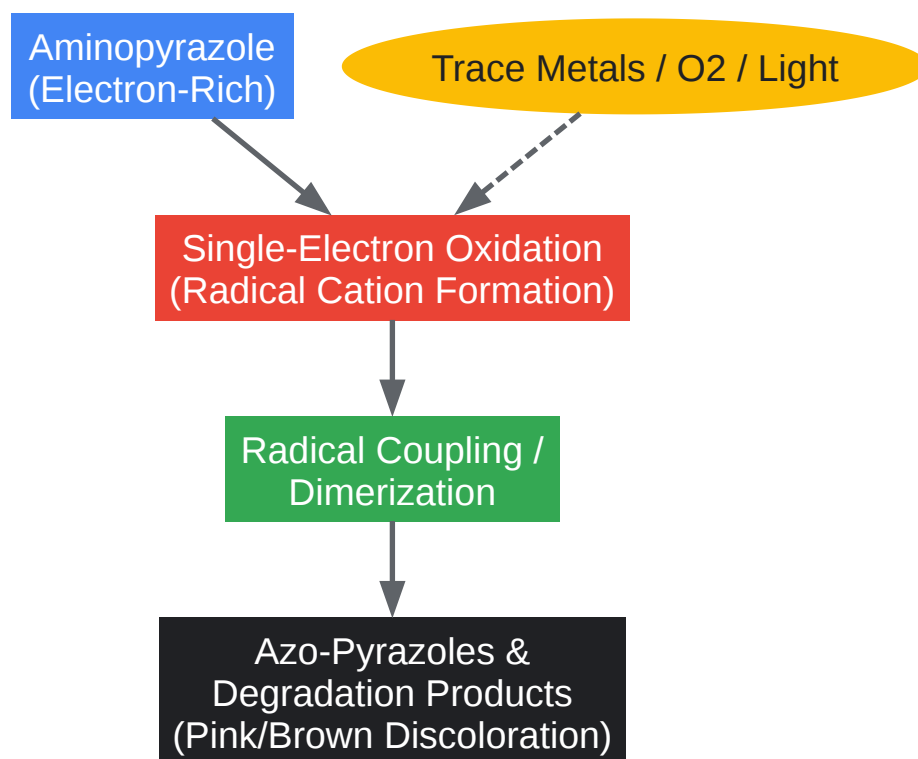 Aminopyrazole
(Electron-Rich)
Trace Metals / O2 / Light
Single-Electron Oxidation
(Radical Cation Formation)
Radical Coupling /
Dimerization
Azo-Pyrazoles &
Degradation Products
(Pink/Brown Discoloration)